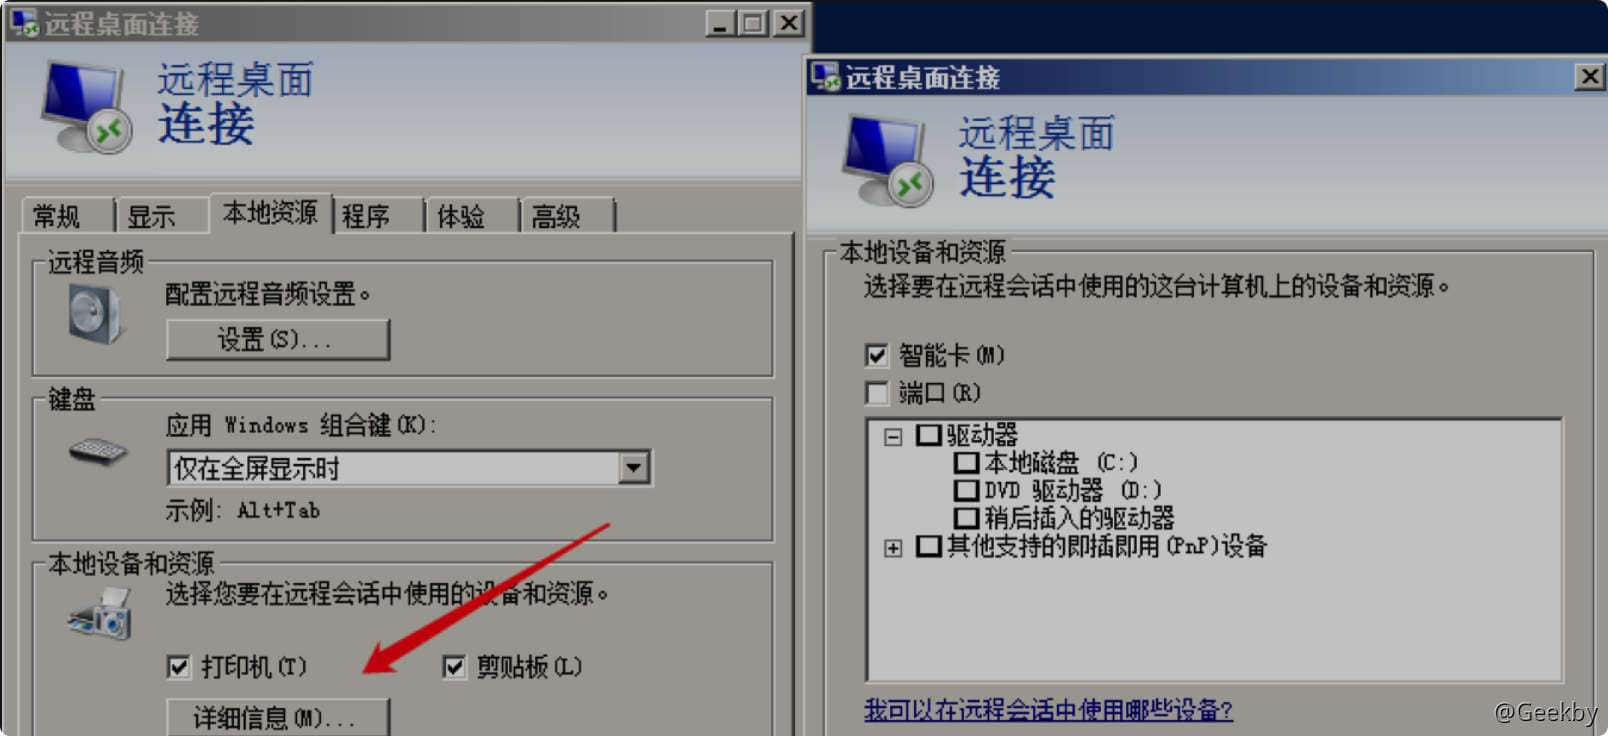 远程桌面连接
远程桌面
连接
常规 显示 本地资源 程序 体验 高级
远程音频
配置远程音频设置。
设置(S)...
键盘
应用 Windows 组合键(K):
仅在全屏显示时
示例: Alt+Tab
本地设备和资源
选择您要在远程会话中使用的设备和资源。
打印机(T) 剪贴板(L)
详细信息(M)...
远程桌面连接
远程桌面
连接
本地设备和资源
选择要在远程会话中使用的这台计算机上的设备和资源。
智能卡(M)
端口(R)
驱动器
本地磁盘 (C:)
DVD 驱动器 (D:)
稍后插入的驱动器
其他支持的即插即用(PnP)设备
我可以在远程会话中使用哪些设备?
@Geekby